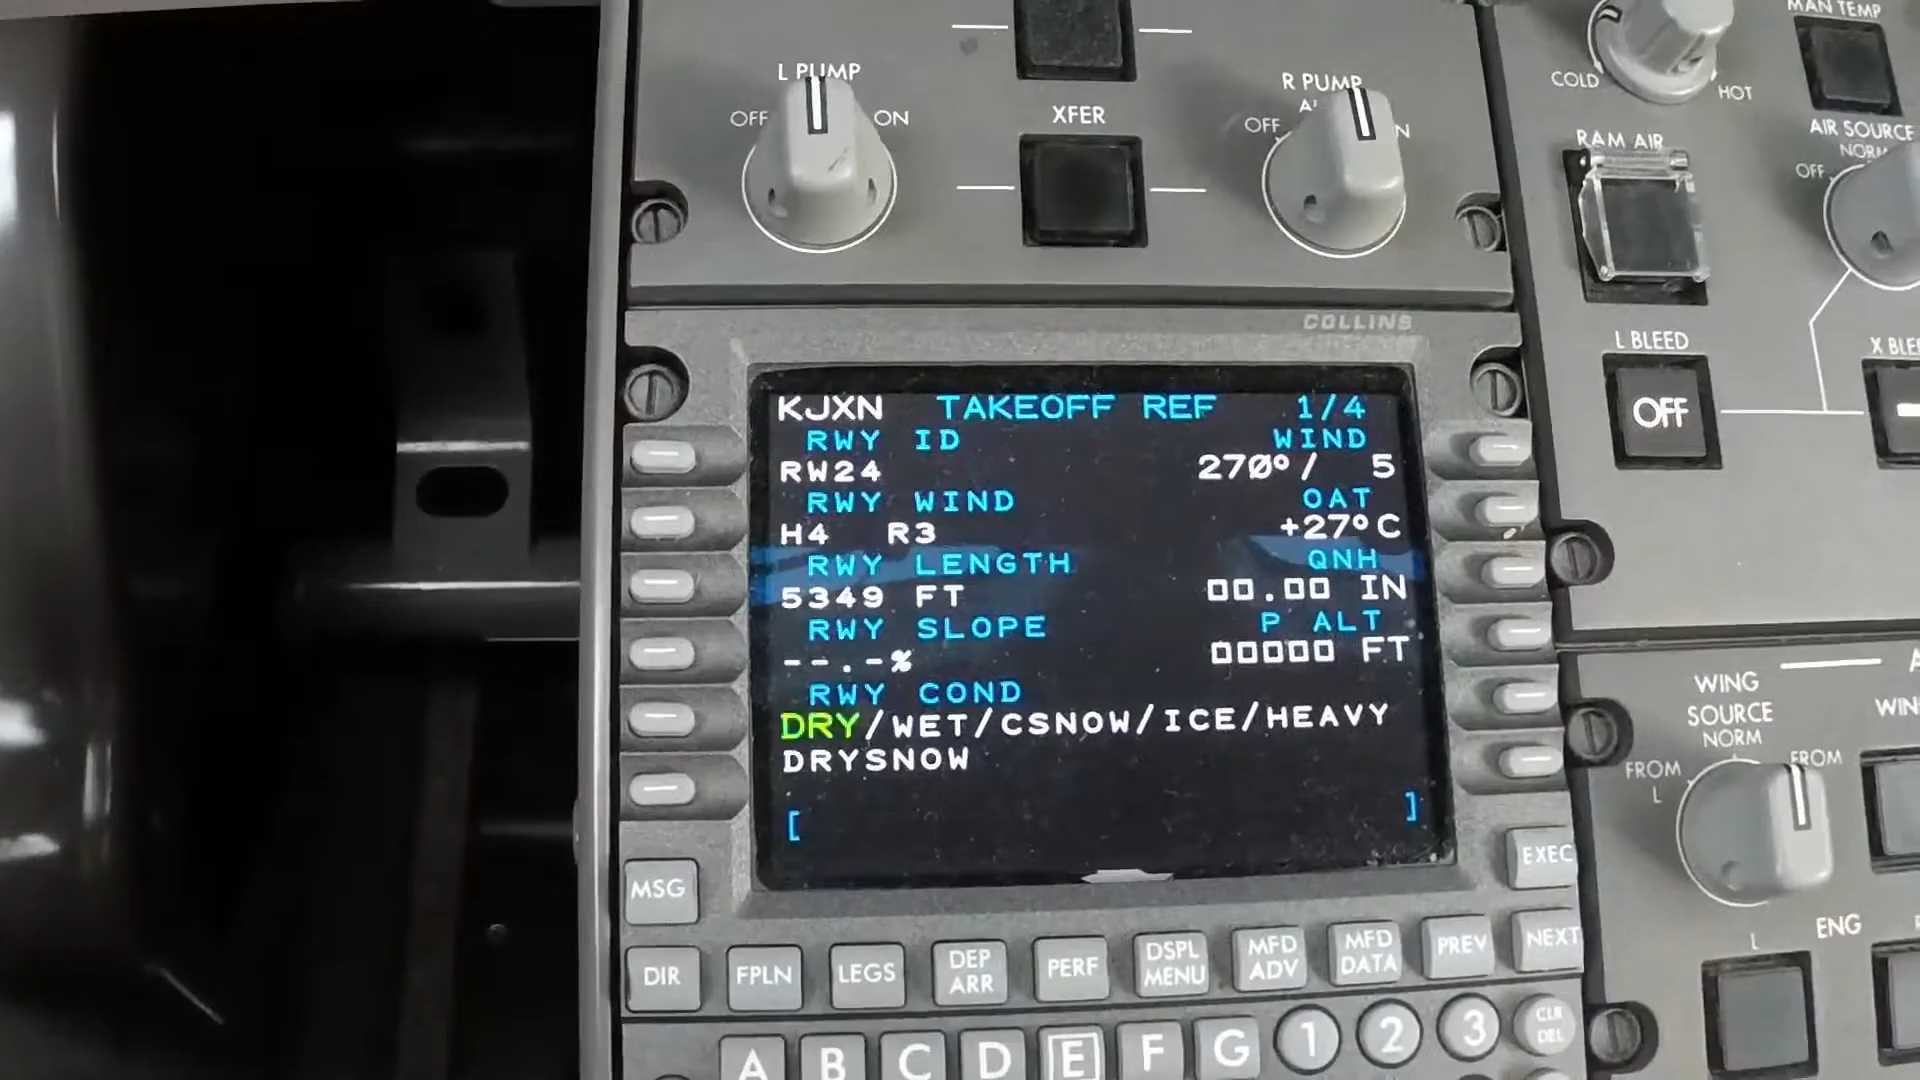 MAN TEMP
L PUMP
R PUMP
COLD
HOT
OFF
ON
XFER
OFF
RAM AIR
AIR SOURCE
NORM
OFF
COLLINS
L BLEED
OFF
KJXN TAKEOFF REF 1/4
RWY ID WIND
RW24 270°/ 5
RWY WIND OAT
H4 R3 +27°C
RWY LENGTH QNH
5349 FT 00.00 IN
RWY SLOPE P ALT
--.-% 00000 FT
RWY COND
DRY/WET/CSNOW/ICE/HEAVY
DRYSNOW
[ ]
WING
SOURCE
NORM
FROM
L
FROM
ENG
L
MSG
EXEC
DIR
FPLN
LEGS
DEP
ARR
PERF
DSPL
MENU
MFD
ADV
MFD
DATA
PREV
NEXT
A
B
C
D
E
F
G
1
2
3
CLR
DEL